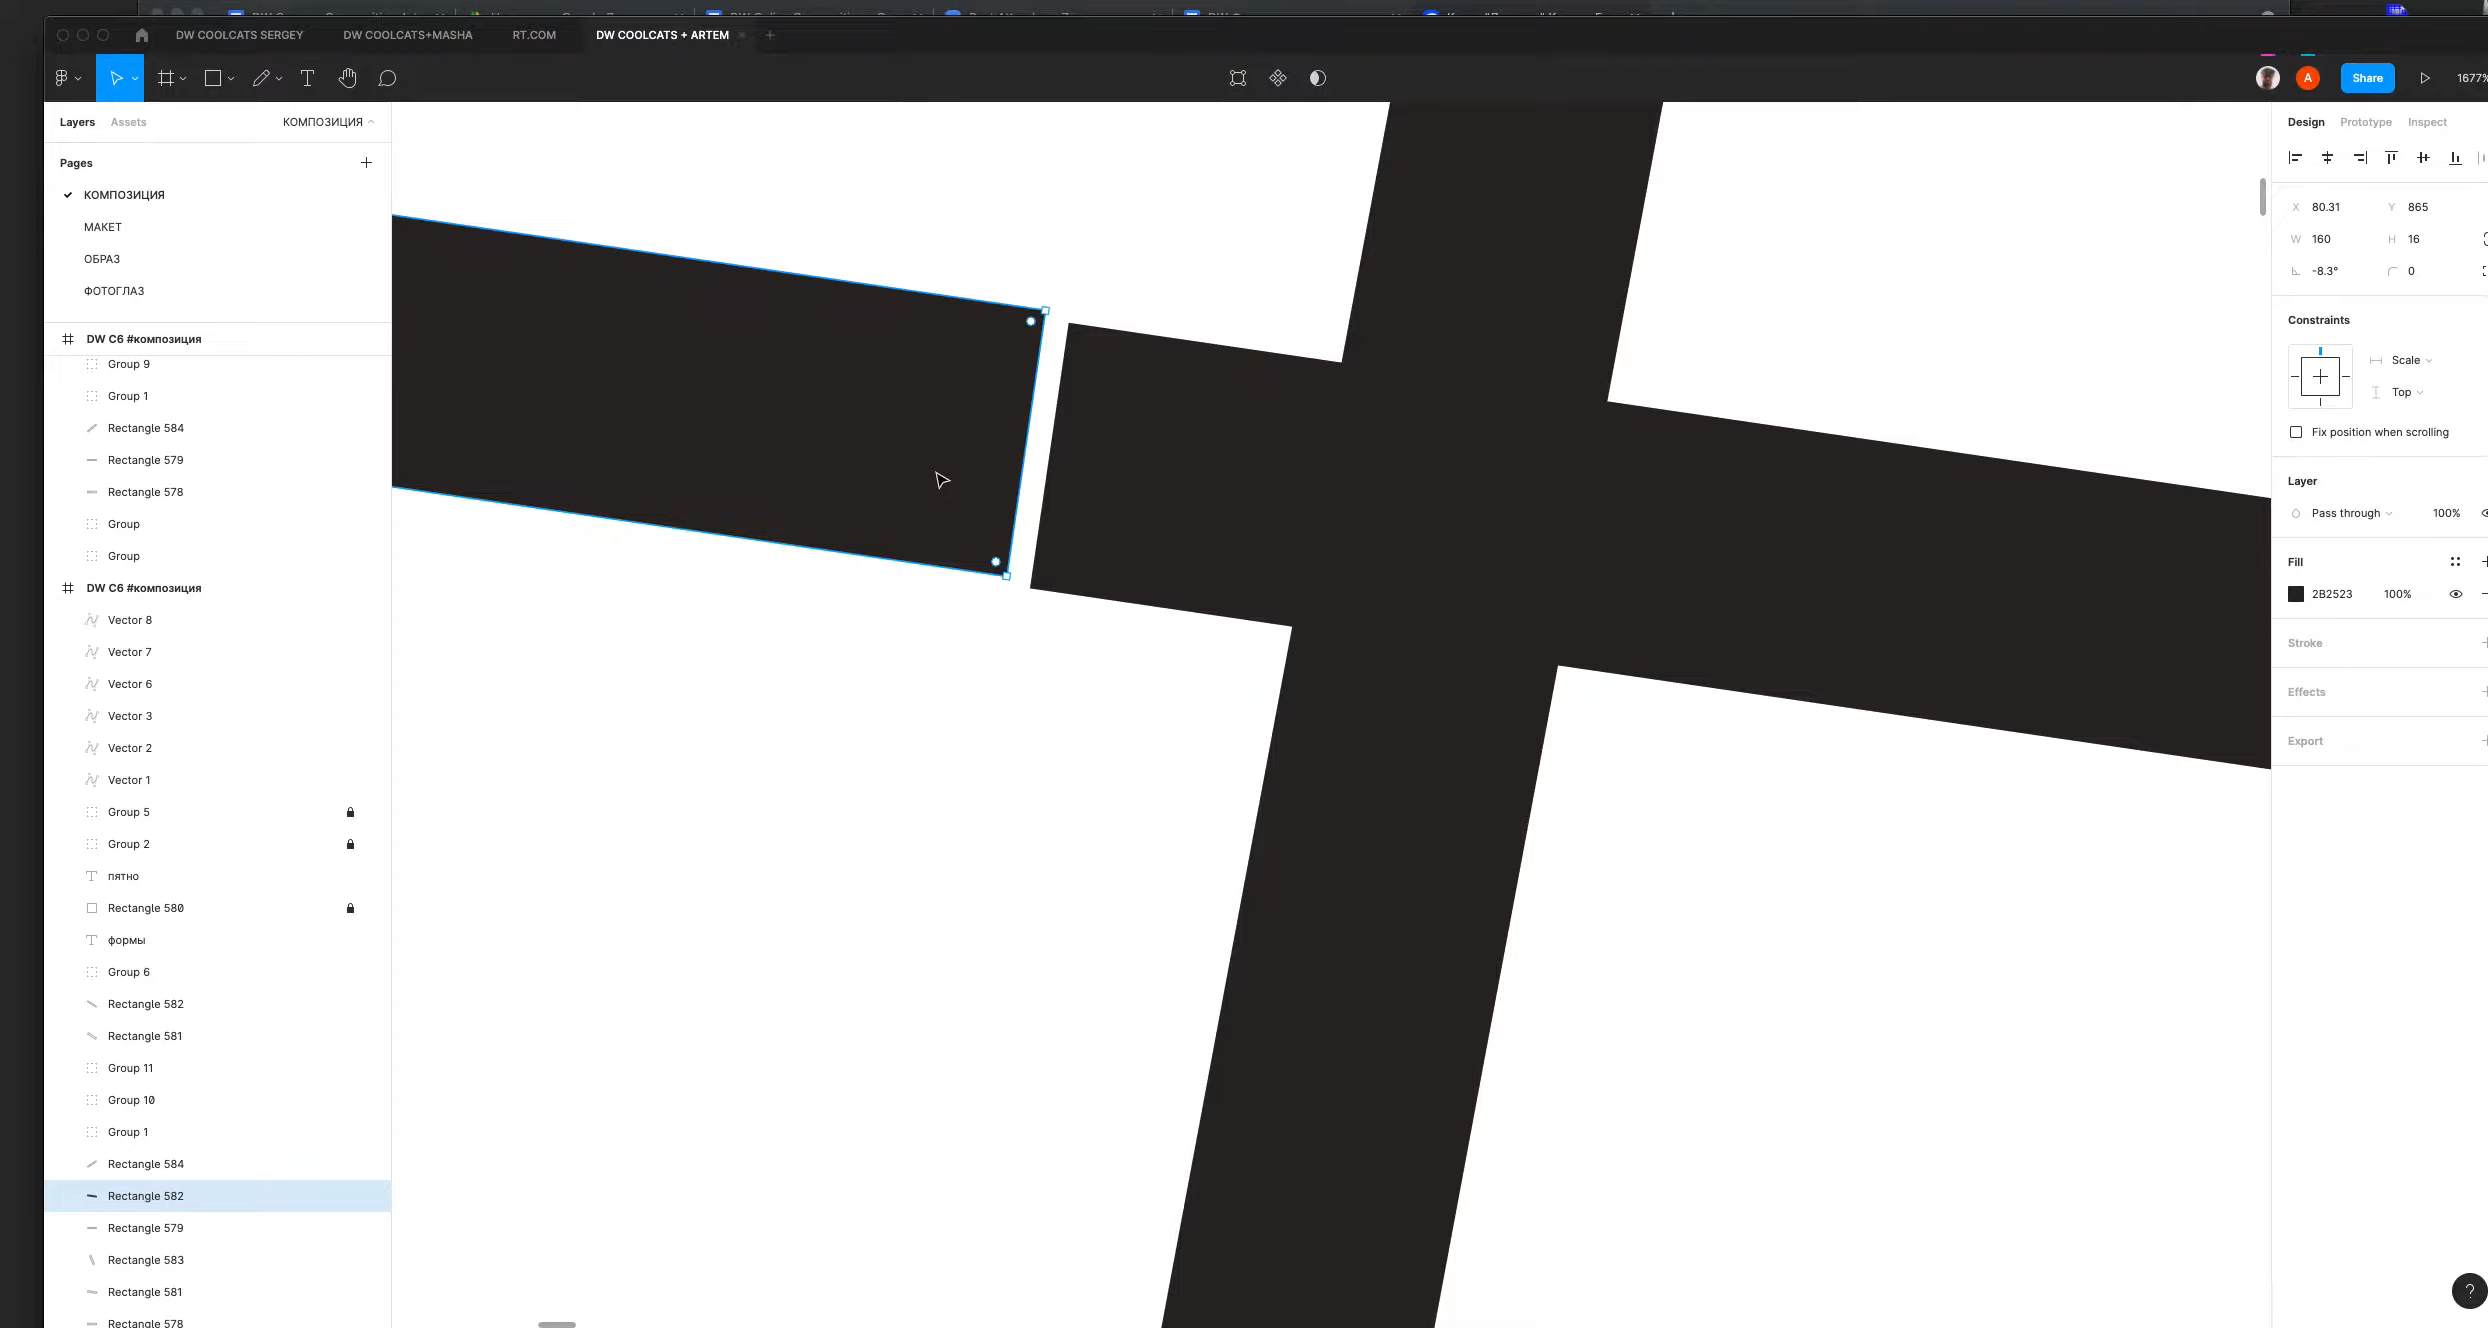 DW COOLCATS SERGEY
DW COOLCATS+MASHA
RT.COM
DW COOLCATS + ARTEM
A
Share
1677%
Layers
Assets
КОМПОЗИЦИЯ
Pages
КОМПОЗИЦИЯ
МАКЕТ
ОБРАЗ
ФОТОГЛАЗ
DW C6 #композиция
Group 9
Group 1
Rectangle 584
Rectangle 579
Rectangle 578
Group
Group
DW C6 #композиция
Vector 8
Vector 7
Vector 6
Vector 3
Vector 2
Vector 1
Group 5
Group 2
пятно
Rectangle 580
формы
Group 6
Rectangle 582
Rectangle 581
Group 11
Group 10
Group 1
Rectangle 584
Rectangle 582
Rectangle 579
Rectangle 583
Rectangle 581
Rectangle 578
Design
Prototype
Inspect
X 80.31
Y 865
W 160
H 16
-8.3°
0
Constraints
Scale
Top
Fix position when scrolling
Layer
Pass through
100%
Fill
2B2523
100%
Stroke
Effects
Export
?